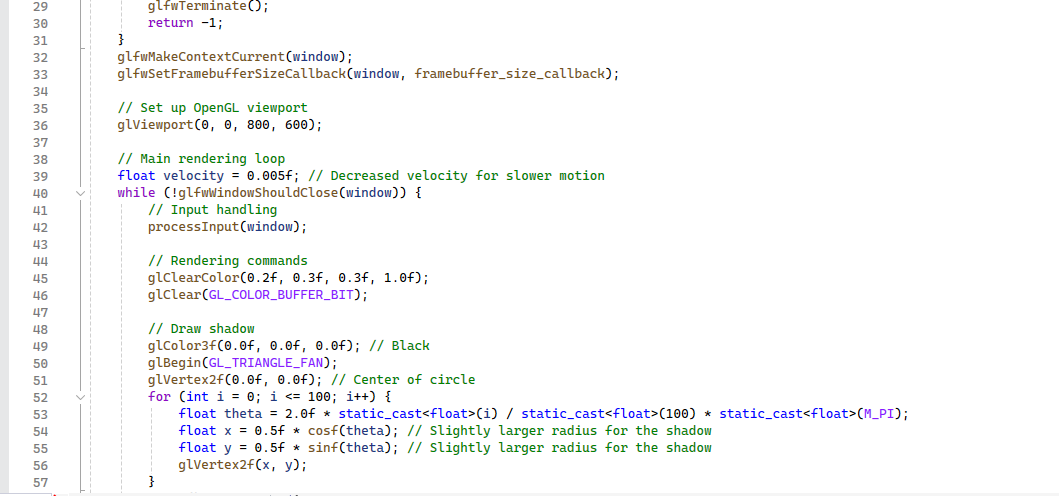 29 glfwTerminate();
30 return -1;
31 }
32 glfwMakeContextCurrent(window);
33 glfwSetFramebufferSizeCallback(window, framebuffer_size_callback);
34
35 // Set up OpenGL viewport
36 glViewport(0, 0, 800, 600);
37
38 // Main rendering loop
39 float velocity = 0.005f; // Decreased velocity for slower motion
40 while (!glfwWindowShouldClose(window)) {
41 // Input handling
42 processInput(window);
43
44 // Rendering commands
45 glClearColor(0.2f, 0.3f, 0.3f, 1.0f);
46 glClear(GL_COLOR_BUFFER_BIT);
47
48 // Draw shadow
49 glColor3f(0.0f, 0.0f, 0.0f); // Black
50 glBegin(GL_TRIANGLE_FAN);
51 glVertex2f(0.0f, 0.0f); // Center of circle
52 for (int i = 0; i <= 100; i++) {
53 float theta = 2.0f * static_cast<float>(i) / static_cast<float>(100) * static_cast<float>(M_PI);
54 float x = 0.5f * cosf(theta); // Slightly larger radius for the shadow
55 float y = 0.5f * sinf(theta); // Slightly larger radius for the shadow
56 glVertex2f(x, y);
57 }